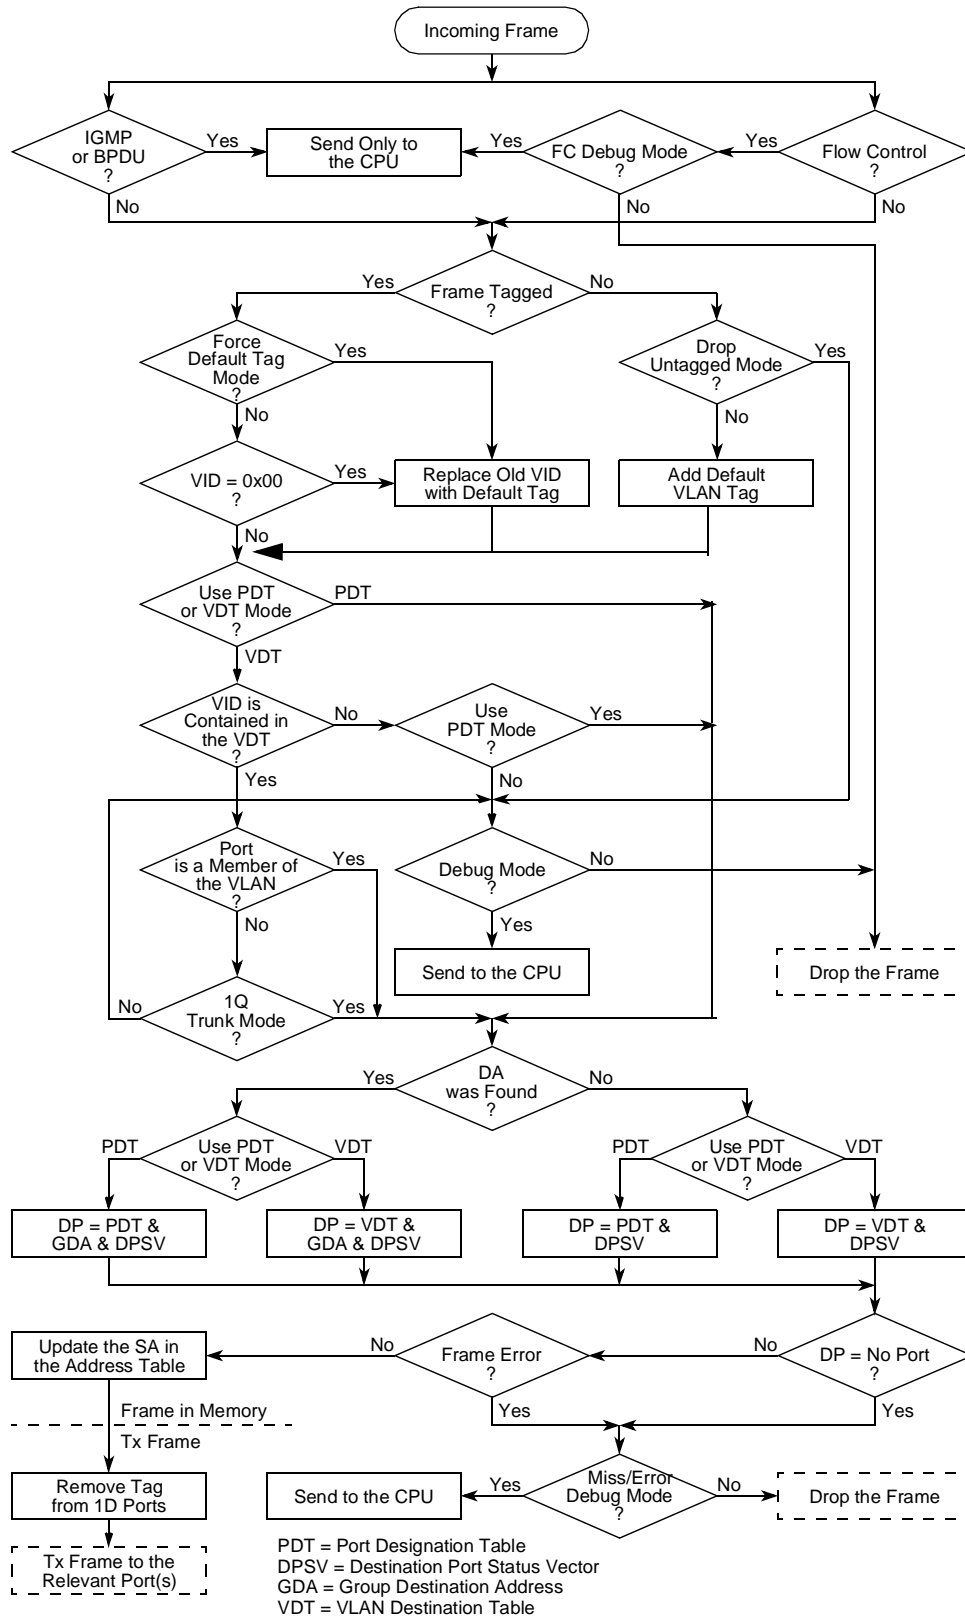 Incoming Frame
IGMP
or BPDU
?
Yes
Send Only to
the CPU
Yes
FC Debug Mode
?
Yes
Flow Control
?
No
No
No
Yes
Frame Tagged
?
No
Force
Default Tag
Mode
?
Yes
Drop
Untagged Mode
?
Yes
No
No
VID = 0x00
?
Yes
Replace Old VID
with Default Tag
Add Default
VLAN Tag
No
Use PDT
or VDT Mode
?
PDT
VDT
VID is
Contained in
the VDT
?
No
Use
PDT Mode
?
Yes
Yes
No
Port
is a Member of
the VLAN
?
Yes
Debug Mode
?
No
No
Yes
Send to the CPU
Drop the Frame
No
1Q
Trunk Mode
?
Yes
Yes
DA
was Found
?
No
PDT
Use PDT
or VDT Mode
?
VDT
PDT
Use PDT
or VDT Mode
?
VDT
DP = PDT &
GDA & DPSV
DP = VDT &
GDA & DPSV
DP = PDT &
DPSV
DP = VDT &
DPSV
Update the SA in
the Address Table
No
Frame Error
?
No
DP = No Port
?
Yes
Yes
Frame in Memory
Tx Frame
Remove Tag
from 1D Ports
Send to the CPU
Yes
Miss/Error
Debug Mode
?
No
Drop the Frame
Tx Frame to the
Relevant Port(s)
PDT = Port Designation Table
DPSV = Destination Port Status Vector
GDA = Group Destination Address
VDT = VLAN Destination Table